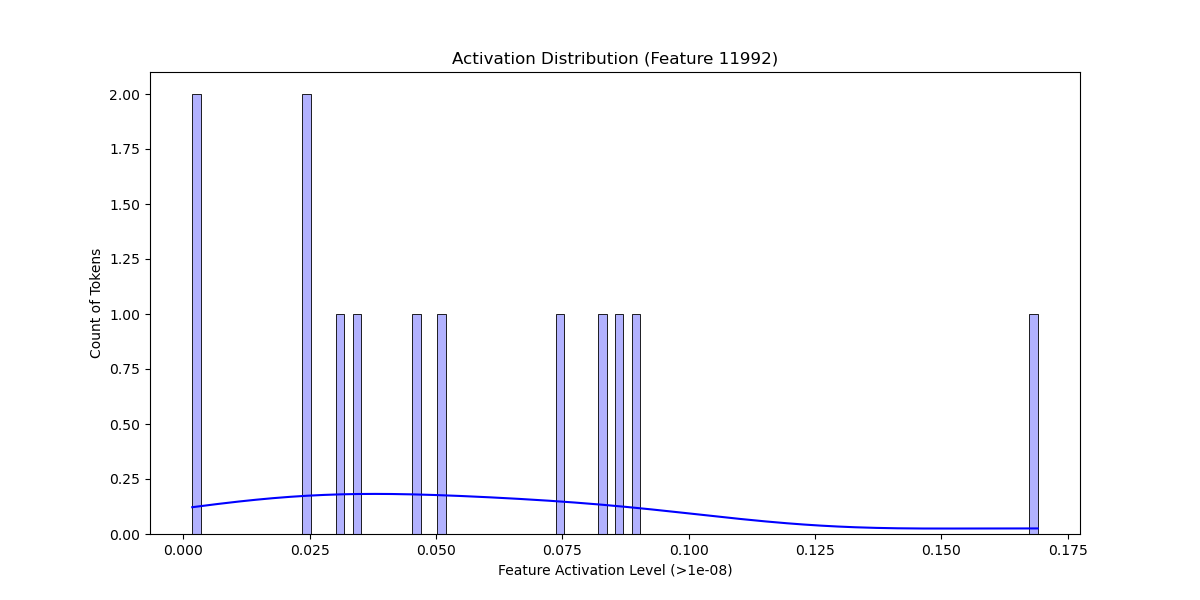 Activation Distribution (Feature 11992)
Count of Tokens
2.00
1.75
1.50
1.25
1.00
0.75
0.50
0.25
0.00
0.000 0.025 0.050 0.075 0.100 0.125 0.150 0.175
Feature Activation Level (>1e-08)